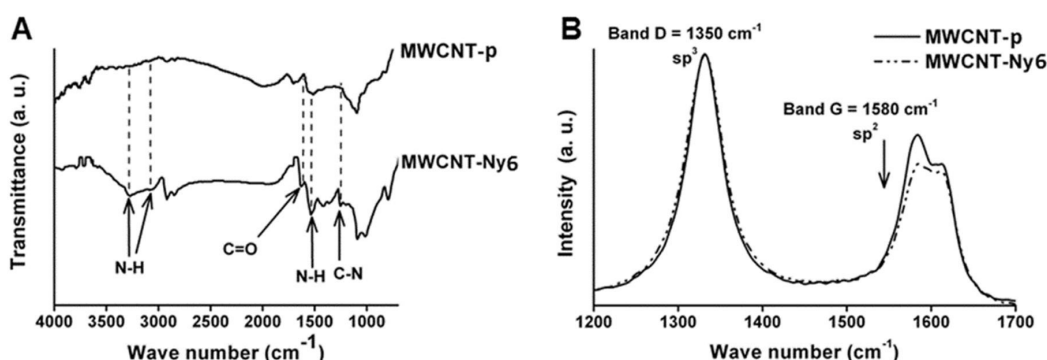 A
MWCNT-p
MWCNT-Ny6
N-H
C=O
N-H
C-N
Transmittance (a. u.)
4000 3500 3000 2500 2000 1500 1000
Wave number (cm⁻¹)
B
Band D = 1350 cm⁻¹
sp³
MWCNT-p
MWCNT-Ny6
Band G = 1580 cm⁻¹
sp²
Intensity (a. u.)
1200 1300 1400 1500 1600 1700
Wave number (cm⁻¹)